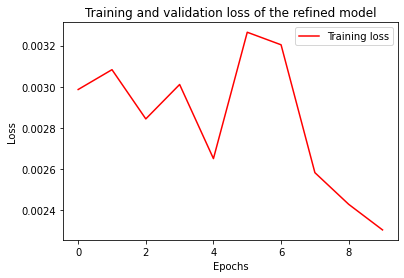 Training and validation loss of the refined model
Training loss
0.0032
0.0030
0.0028
0.0026
0.0024
Loss
0 2 4 6 8
Epochs